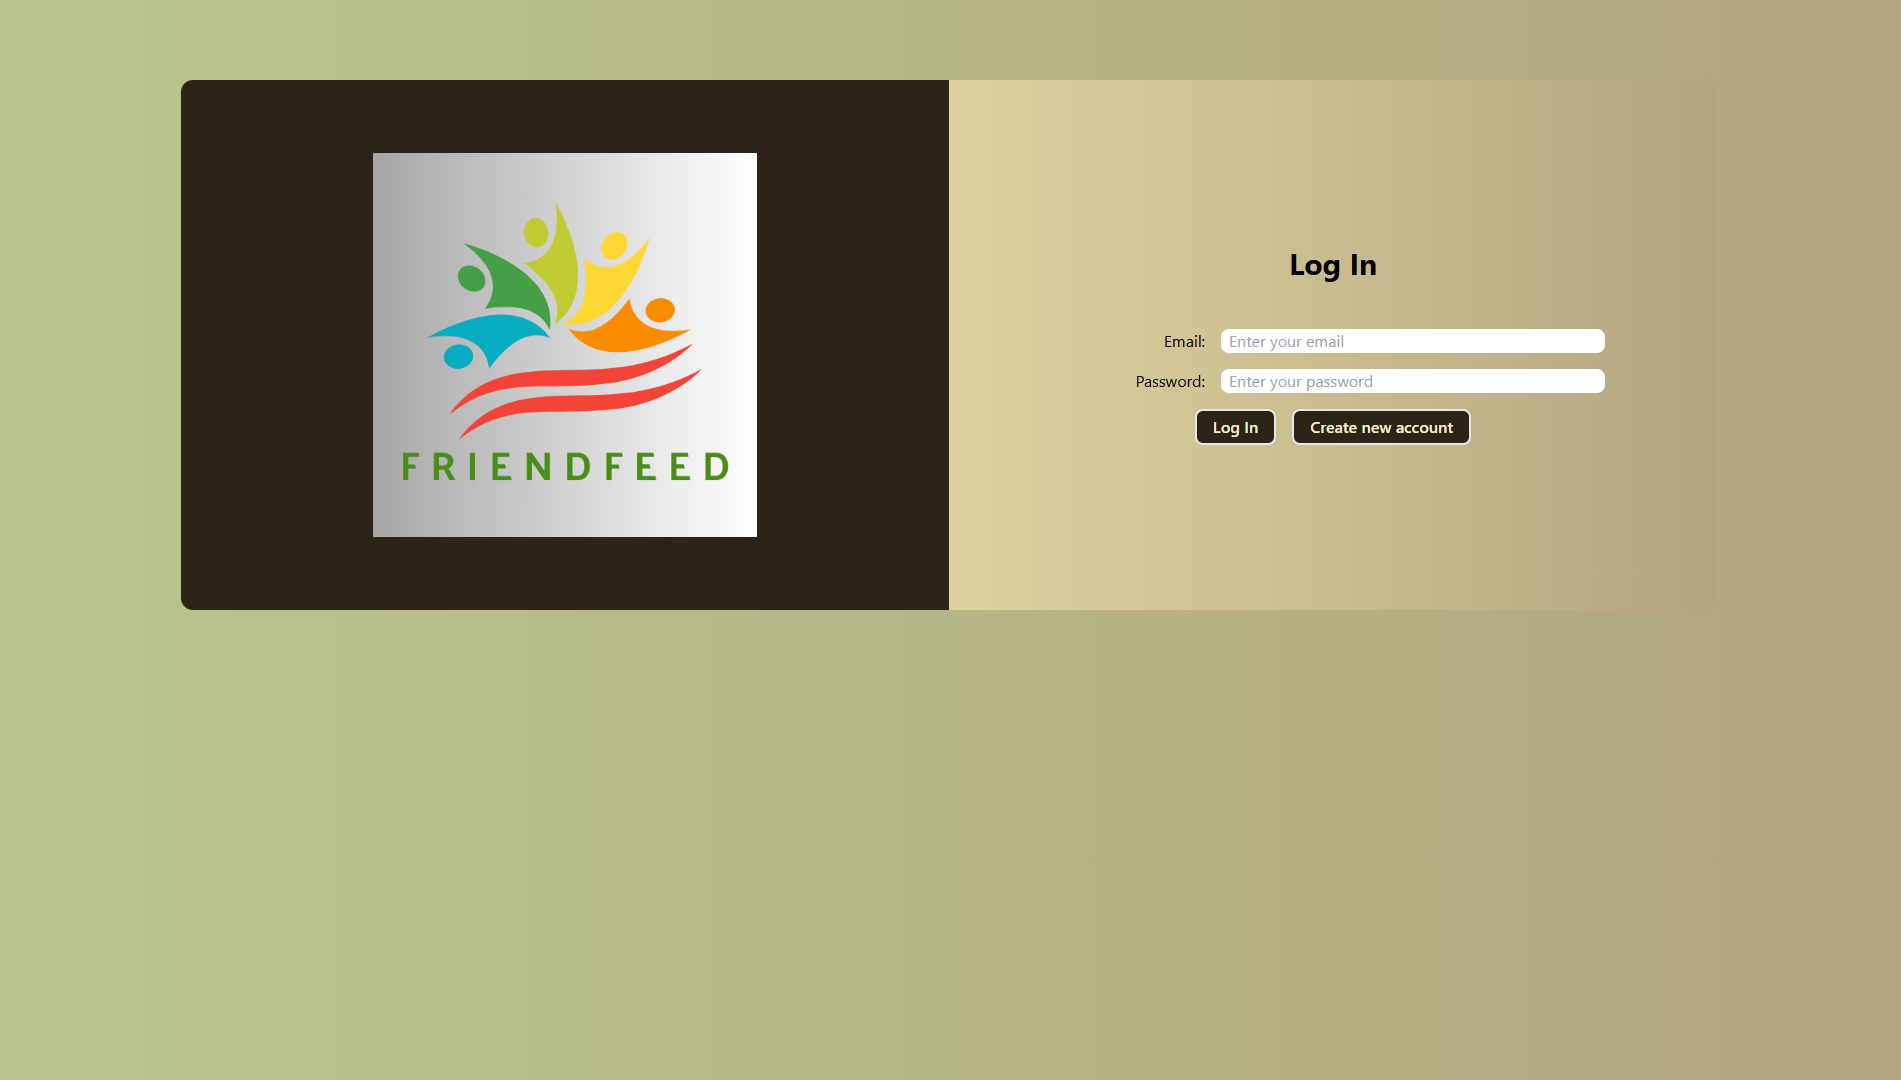 FRIENDFEED
Log In
Email: Enter your email
Password: Enter your password
Log In Create new account